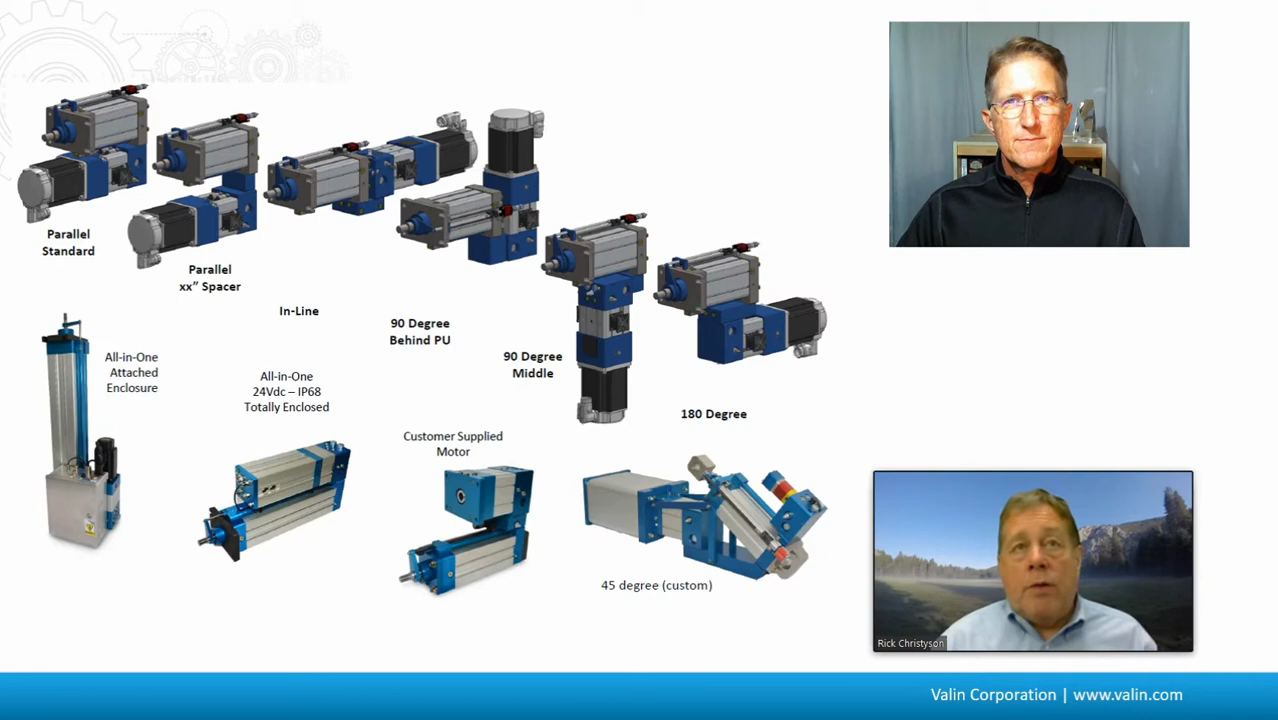 Parallel
Standard
Parallel
xx” Spacer
In-Line
90 Degree
Behind PU
90 Degree
Middle
180 Degree
All-in-One
Attached
Enclosure
All-in-One
24Vdc – IP68
Totally Enclosed
Customer Supplied
Motor
45 degree (custom)
Rick Christyson
Valin Corporation | www.valin.com